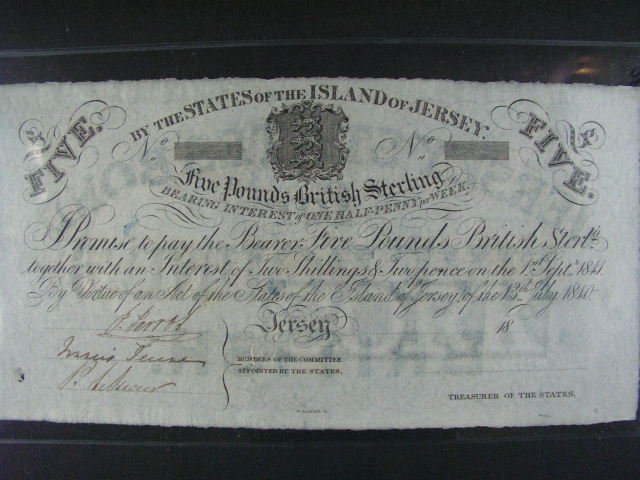 BY THE STATES OF THE ISLAND OF JERSEY.
£ FIVE.
£ FIVE.
No. No.
Five Pounds British Sterling
BEARING INTEREST of ONE HALF-PENNY per WEEK.
I Promise to pay the Bearer Five Pounds British Sterlg
together with an Interest of Two Shillings & Two pence on the 1st Septr. 1841.
By Virtue of an Act of the States of the Island of Jersey, of the 13th July 1840.
Jersey 18
MEMBERS OF THE COMMITTEE
APPOINTED BY THE STATES.
TREASURER OF THE STATES.